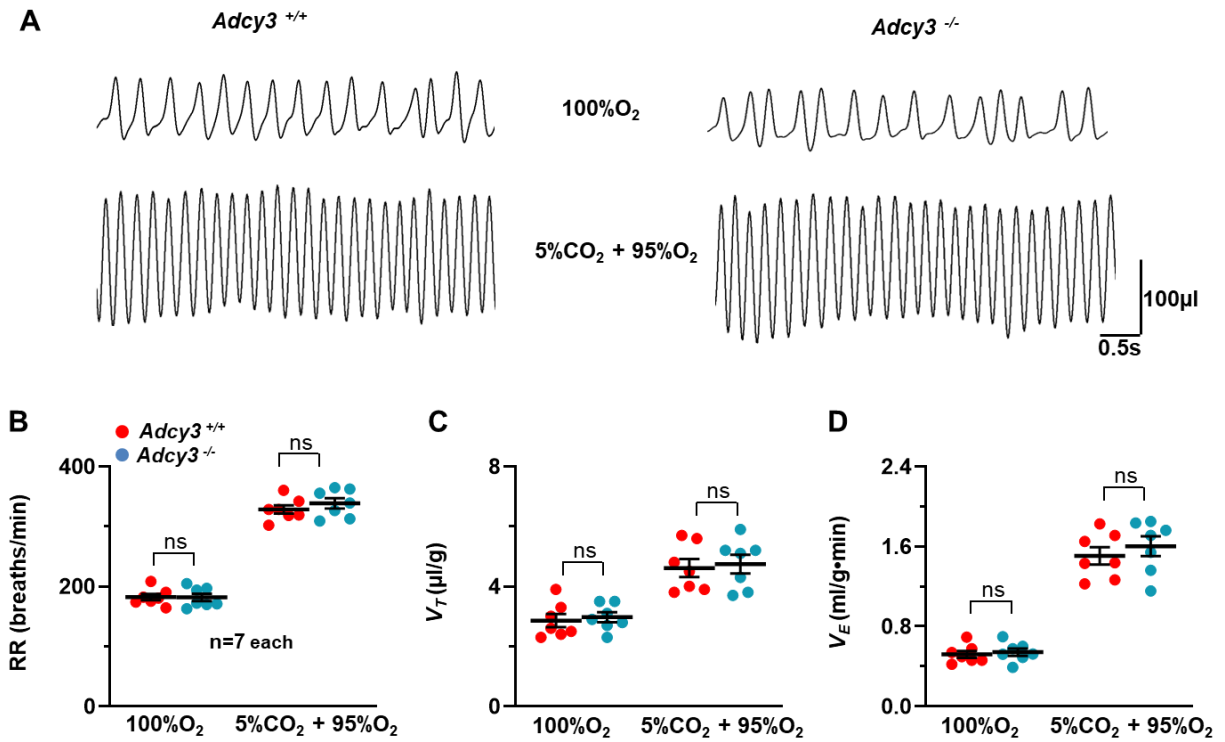 A
Adcy3 +/+
Adcy3 -/-
100%O₂
5%CO₂ + 95%O₂
100µl
0.5s
B
Adcy3 +/+
Adcy3 -/-
RR (breaths/min)
400
200
0
ns
ns
n=7 each
100%O₂
5%CO₂ + 95%O₂
C
V_T (µl/g)
8
4
0
ns
ns
100%O₂
5%CO₂ + 95%O₂
D
V_E (ml/g•min)
2.4
1.6
0.8
0.0
ns
ns
100%O₂
5%CO₂ + 95%O₂